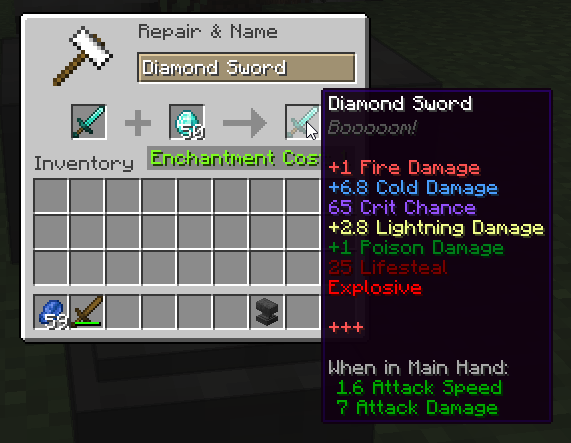 Repair & Name
Diamond Sword
50
Inventory
Enchantment Cos
59
Diamond Sword
Booooom!
+1 Fire Damage
+6.8 Cold Damage
65 Crit Chance
+2.8 Lightning Damage
+1 Poison Damage
25 Lifesteal
Explosive
+++
When in Main Hand:
1.6 Attack Speed
7 Attack Damage